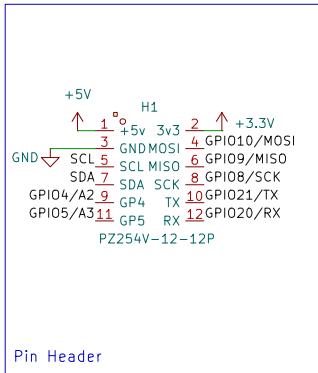 +5V
H1
1 +5v 3v3 2 +3.3V
3 GND MOSI 4 GPIO10/MOSI
GND SCL 5 SCL MISO 6 GPIO9/MISO
SDA 7 SDA SCK 8 GPIO8/SCK
GPIO4/A2 9 GP4 TX 10 GPIO21/TX
GPIO5/A3 11 GP5 RX 12 GPIO20/RX
PZ254V-12-12P
Pin Header